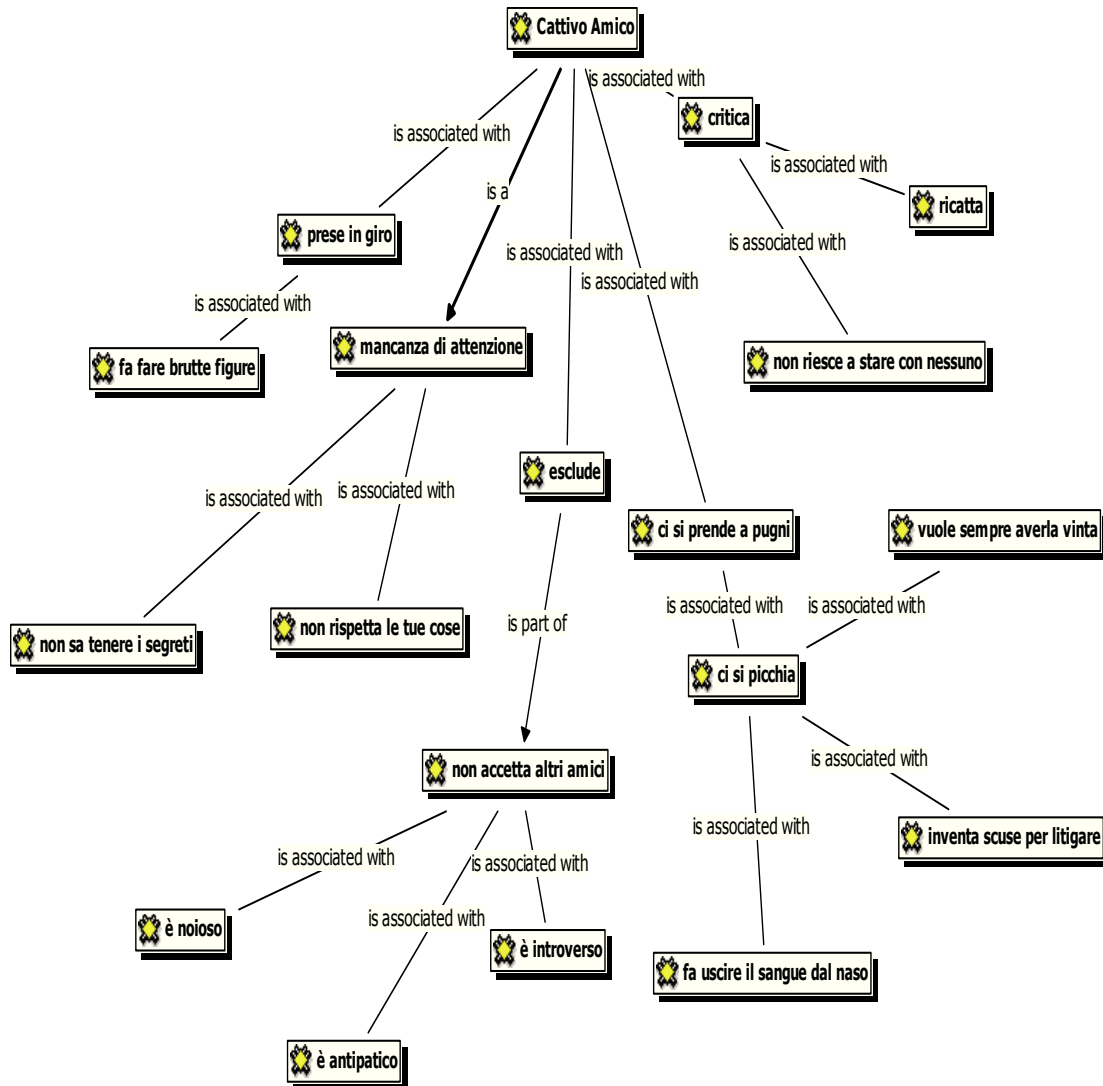 Cattivo Amico
is associated with
critica
is associated with
is associated with
ricatta
is a
prese in giro
is associated with
is associated with
is associated with
is associated with
fa fare brutte figure
mancanza di attenzione
non riesce a stare con nessuno
esclude
is associated with
is associated with
ci si prende a pugni
vuole sempre averla vinta
is associated with
is associated with
non sa tenere i segreti
non rispetta le tue cose
is part of
ci si picchia
non accetta altri amici
is associated with
is associated with
inventa scuse per litigare
is associated with
is associated with
is associated with
è noioso
è introverso
fa uscire il sangue dal naso
è antipatico